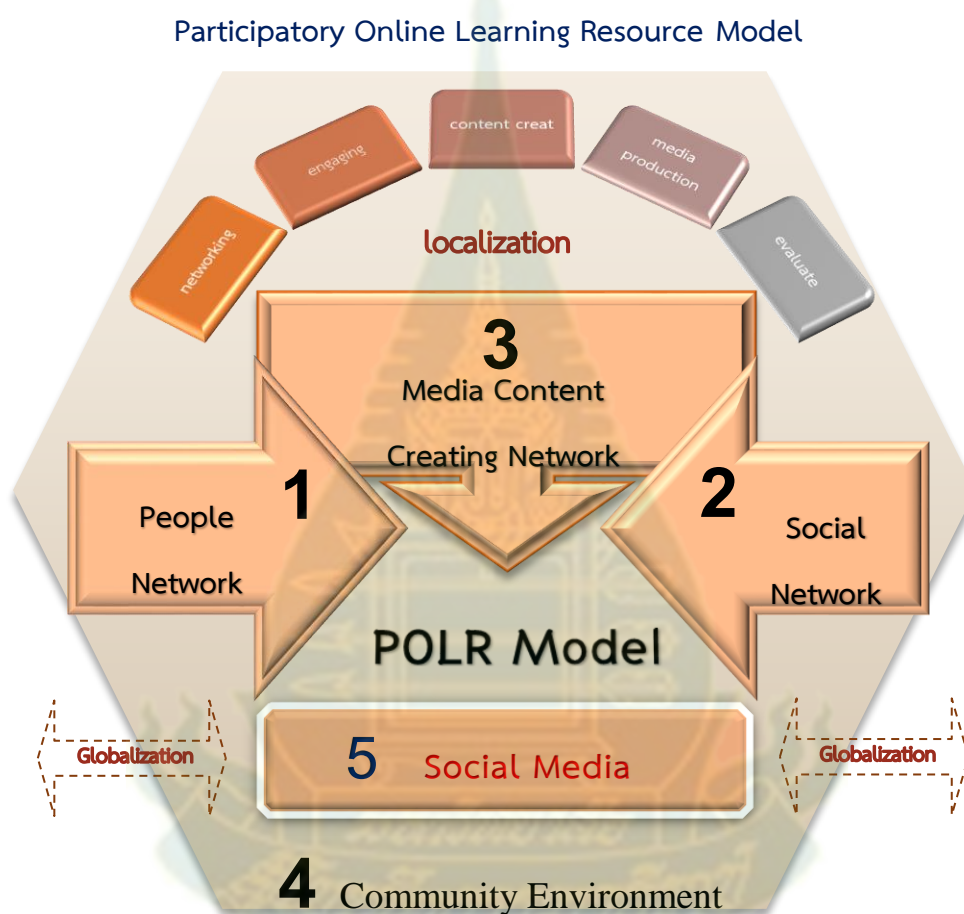 Participatory Online Learning Resource Model
networking
engaging
content creat
media
production
evaluate
localization
3
Media Content
Creating Network
1
People
Network
2
Social
Network
POLR Model
Globalization
5 Social Media
Globalization
4 Community Environment